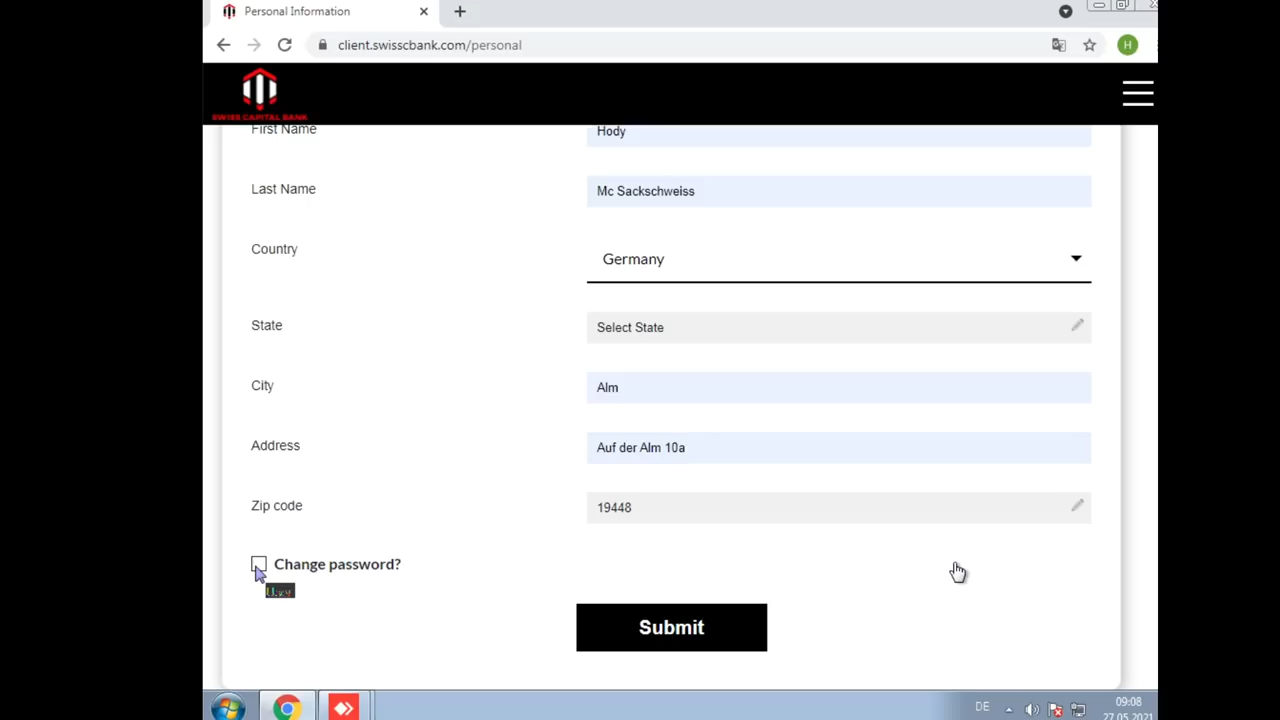 Personal Information
client.swisscbank.com/personal
H
SWISS CAPITAL BANK
First Name
Hody
Last Name
Mc Sackschweiss
Country
Germany
State
Select State
City
Alm
Address
Auf der Alm 10a
Zip code
19448
Change password?
Submit
DE
09:08
27.05.2021